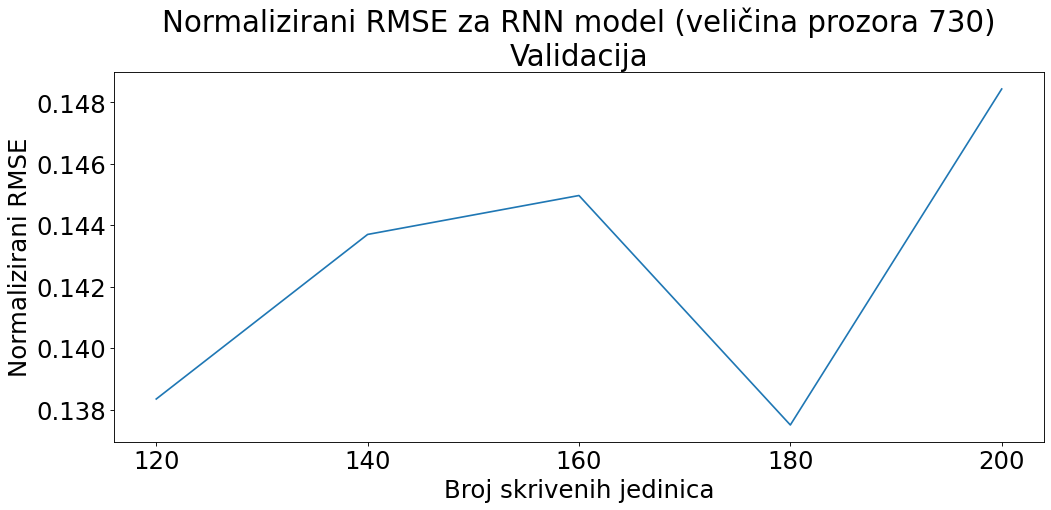 Normalizirani RMSE za RNN model (veličina prozora 730)
Validacija
Normalizirani RMSE
0.148
0.146
0.144
0.142
0.140
0.138
120
140
160
180
200
Broj skrivenih jedinica